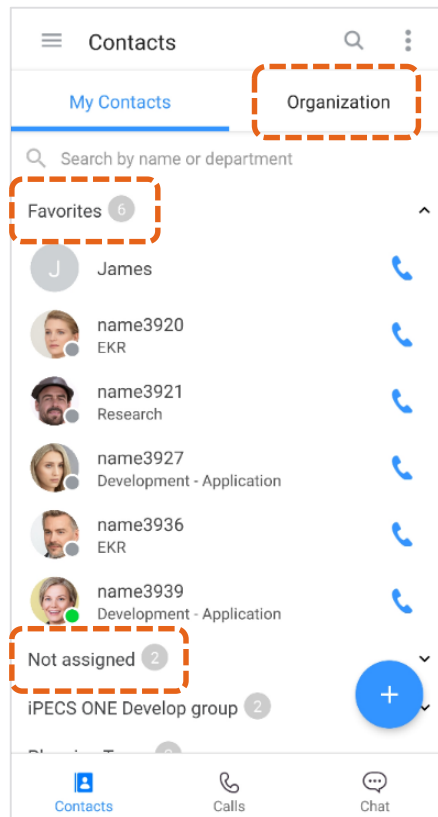 Contacts
My Contacts
Organization
Search by name or department
Favorites 6
J James
name3920
EKR
name3921
Research
name3927
Development - Application
name3936
EKR
name3939
Development - Application
Not assigned 2
iPECS ONE Develop group 2
Contacts
Calls
Chat